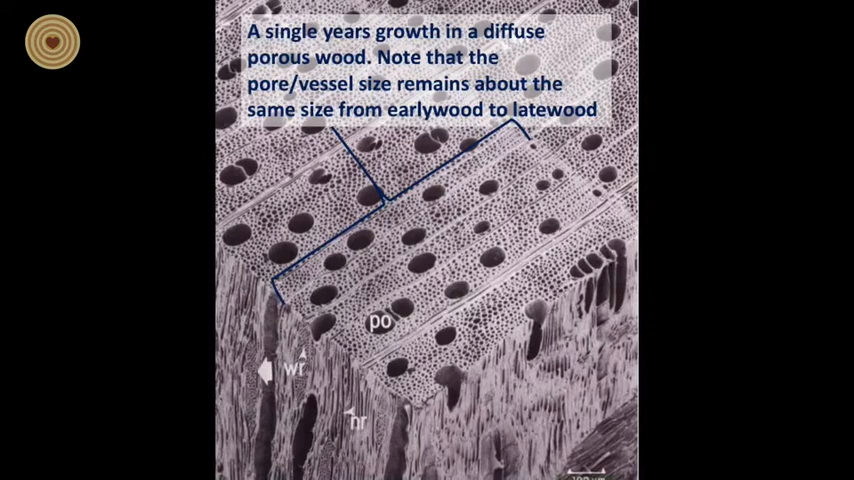 A single years growth in a diffuse
porous wood. Note that the
pore/vessel size remains about the
same size from earlywood to latewood
po
wr
nr